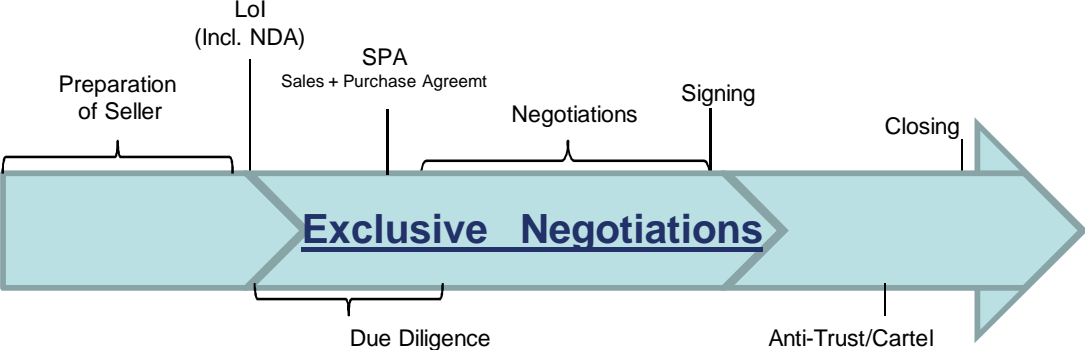 LoI
(Incl. NDA)
SPA
Sales + Purchase Agreemt
Preparation
of Seller
Negotiations
Signing
Closing
Exclusive Negotiations
Due Diligence
Anti-Trust/Cartel